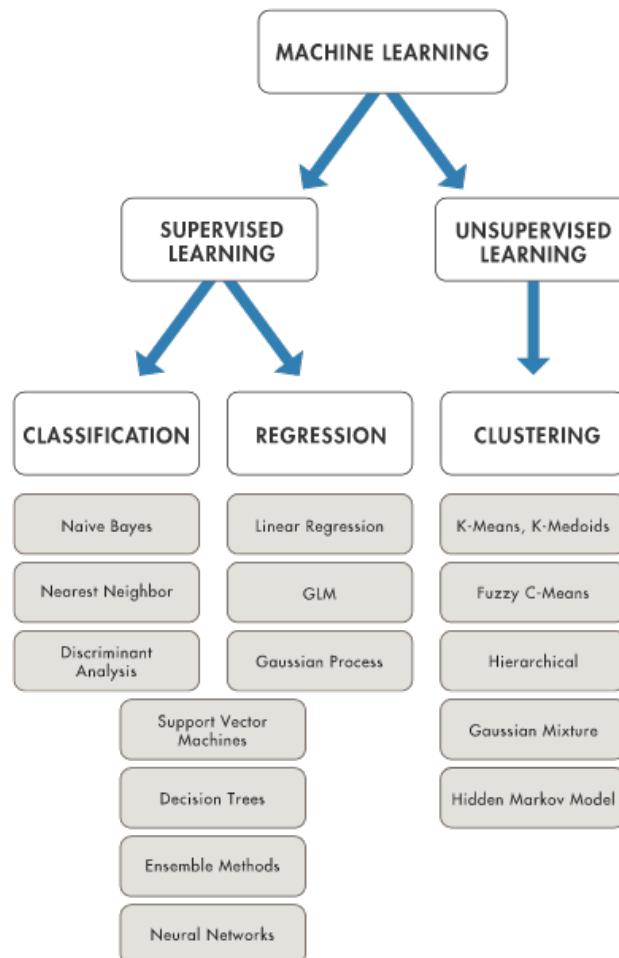 MACHINE LEARNING
SUPERVISED
LEARNING
UNSUPERVISED
LEARNING
CLASSIFICATION
REGRESSION
CLUSTERING
Naive Bayes
Linear Regression
K-Means, K-Medoids
Nearest Neighbor
GLM
Fuzzy C-Means
Discriminant
Analysis
Gaussian Process
Hierarchical
Support Vector
Machines
Gaussian Mixture
Decision Trees
Hidden Markov Model
Ensemble Methods
Neural Networks